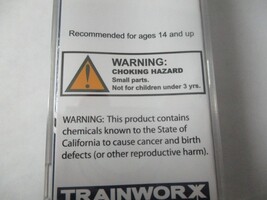 Recommended for ages 14 and up
WARNING:
CHOKING HAZARD
Small parts.
Not for children under 3 yrs.
WARNING: This product contains
chemicals known to the State of
California to cause cancer and birth
defects (or other reproductive harm).
TRAINWORX